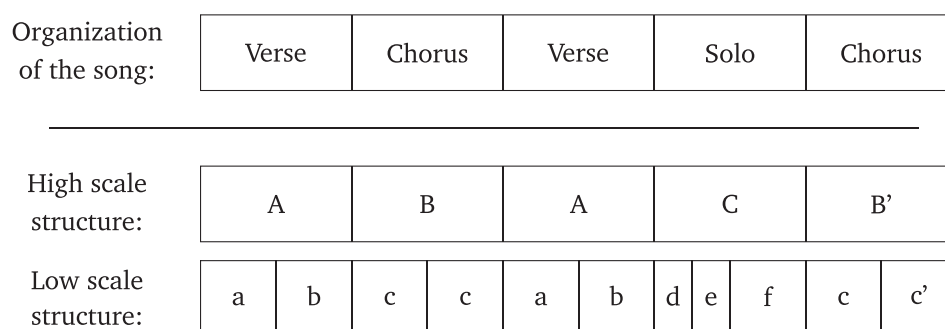 Organization
of the song:
Verse Chorus Verse Solo Chorus
High scale
structure:
A B A C B’
Low scale
structure:
a b c c a b d e f c c’